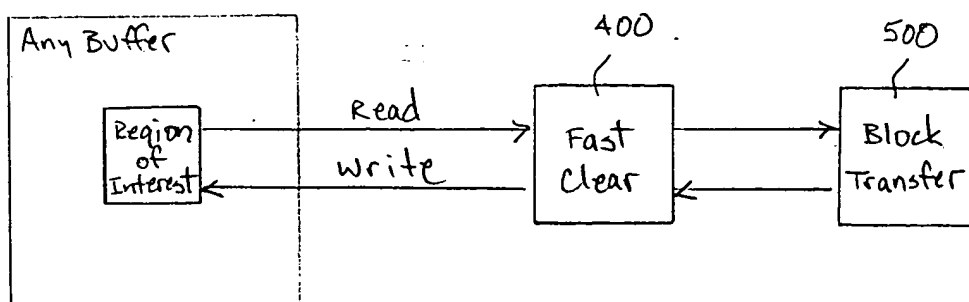 Any Buffer
Region
of
Interest
Read
Write
400
Fast
Clear
500
Block
Transfer